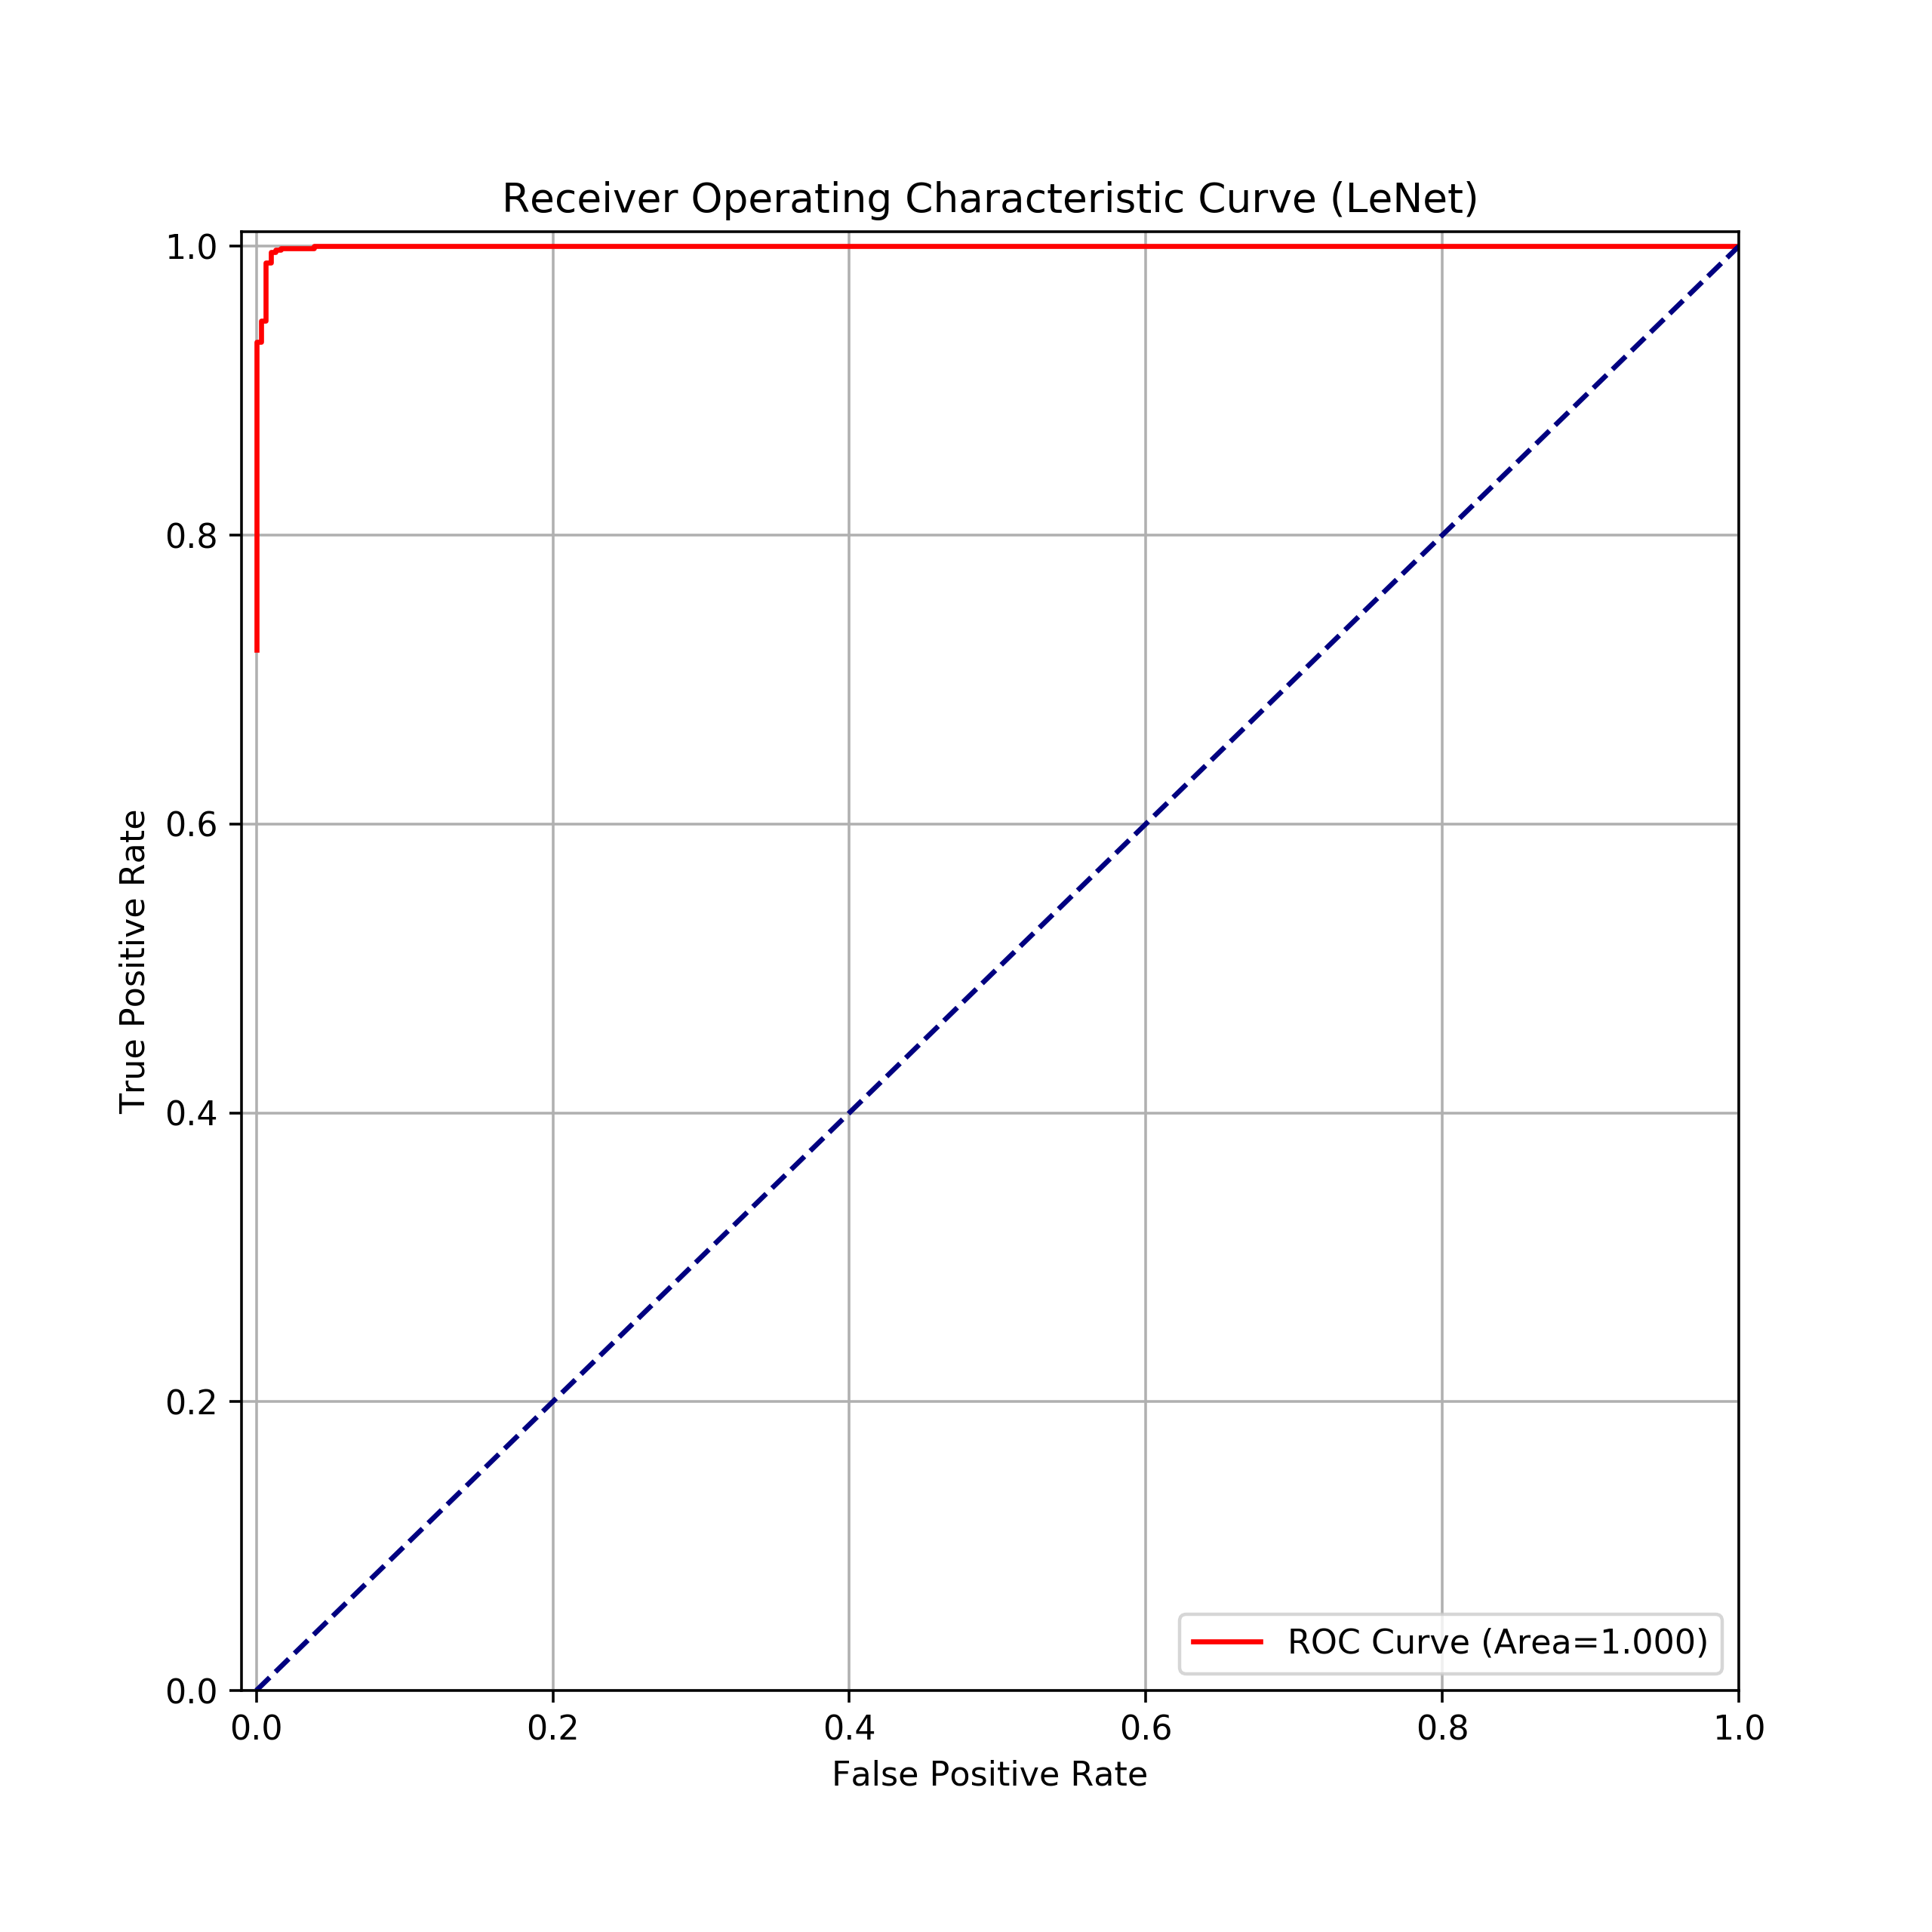 Receiver Operating Characteristic Curve (LeNet)
1.0
0.8
0.6
0.4
0.2
0.0
True Positive Rate
ROC Curve (Area=1.000)
0.0 0.2 0.4 0.6 0.8 1.0
False Positive Rate